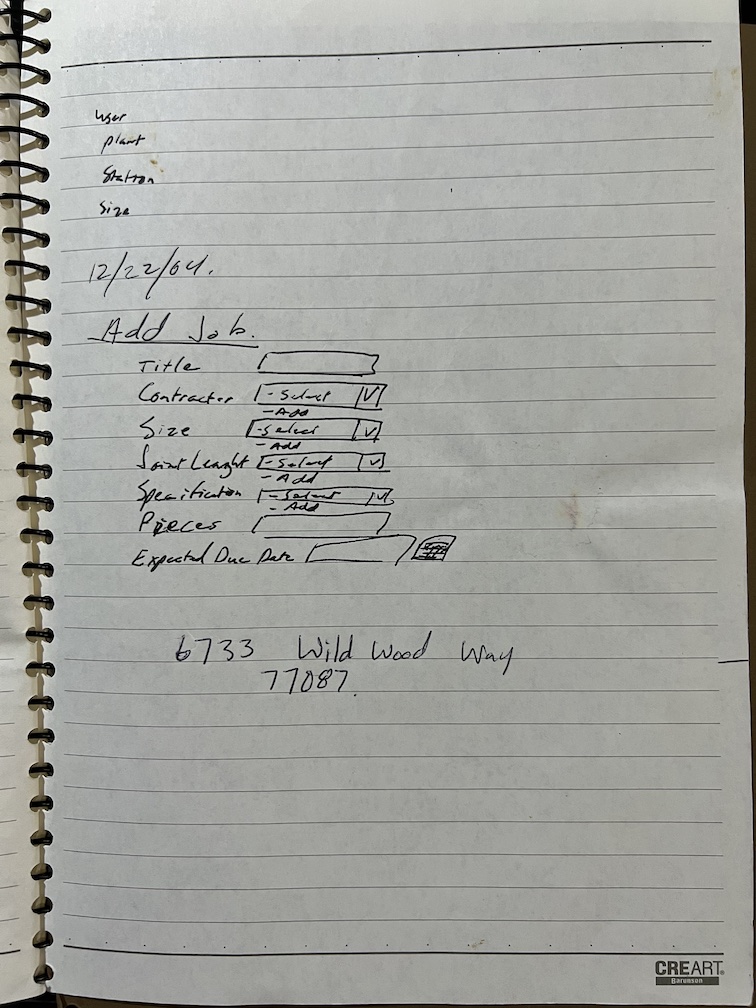 User
Plant
Station
Size
12/22/04.
Add Job.
Title
Contractor - Select V
- Add
Size - Select V
- Add
Joint Lenght - Select V
- Add
Specification - Select V
- Add
Pieces
Expected Due Date
6733 Wild Wood Way
77087.
CREART
Barunson